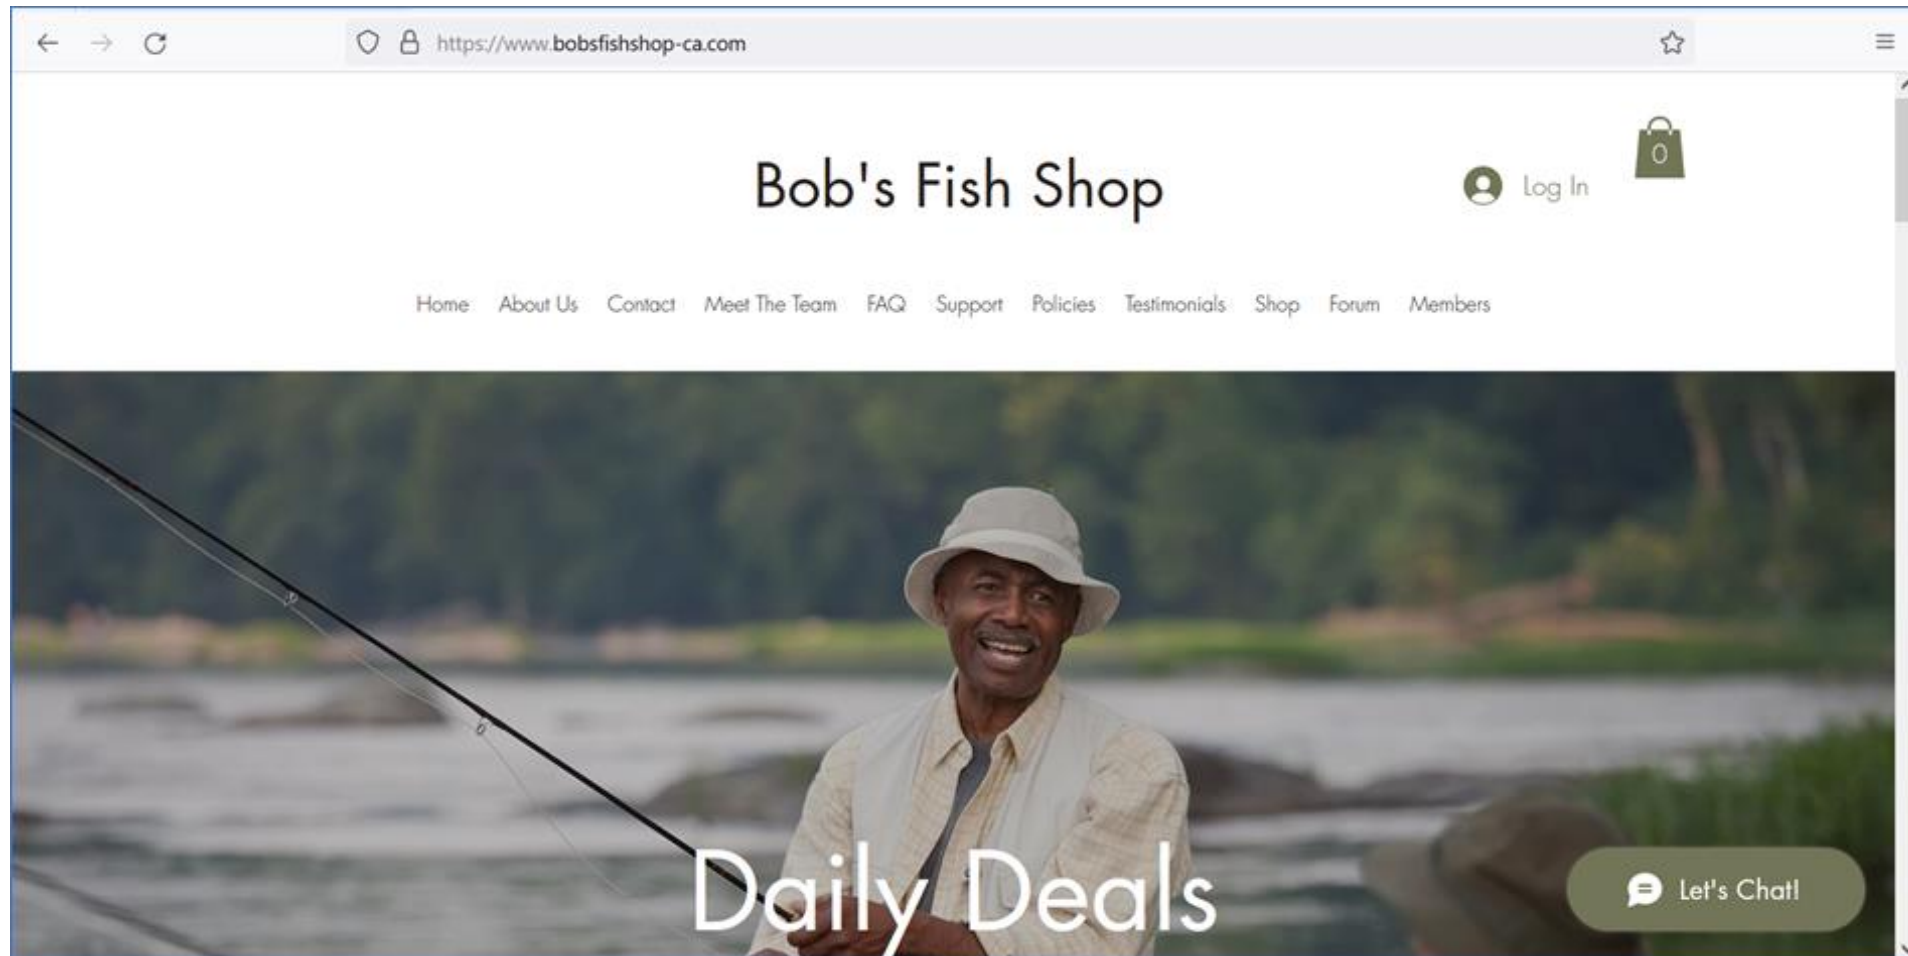 https://www.bobsfishshop-ca.com
Bob's Fish Shop
Log In
0
Home About Us Contact Meet The Team FAQ Support Policies Testimonials Shop Forum Members
Daily Deals
Let's Chat!